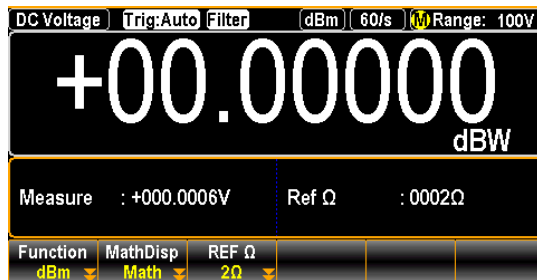 DC Voltage Trig:Auto Filter dBm 60/s M Range: 100V
+00.00000
dBW
Measure : +000.0006V Ref Ω : 0002Ω
Function MathDisp REF Ω
dBm Math 2Ω